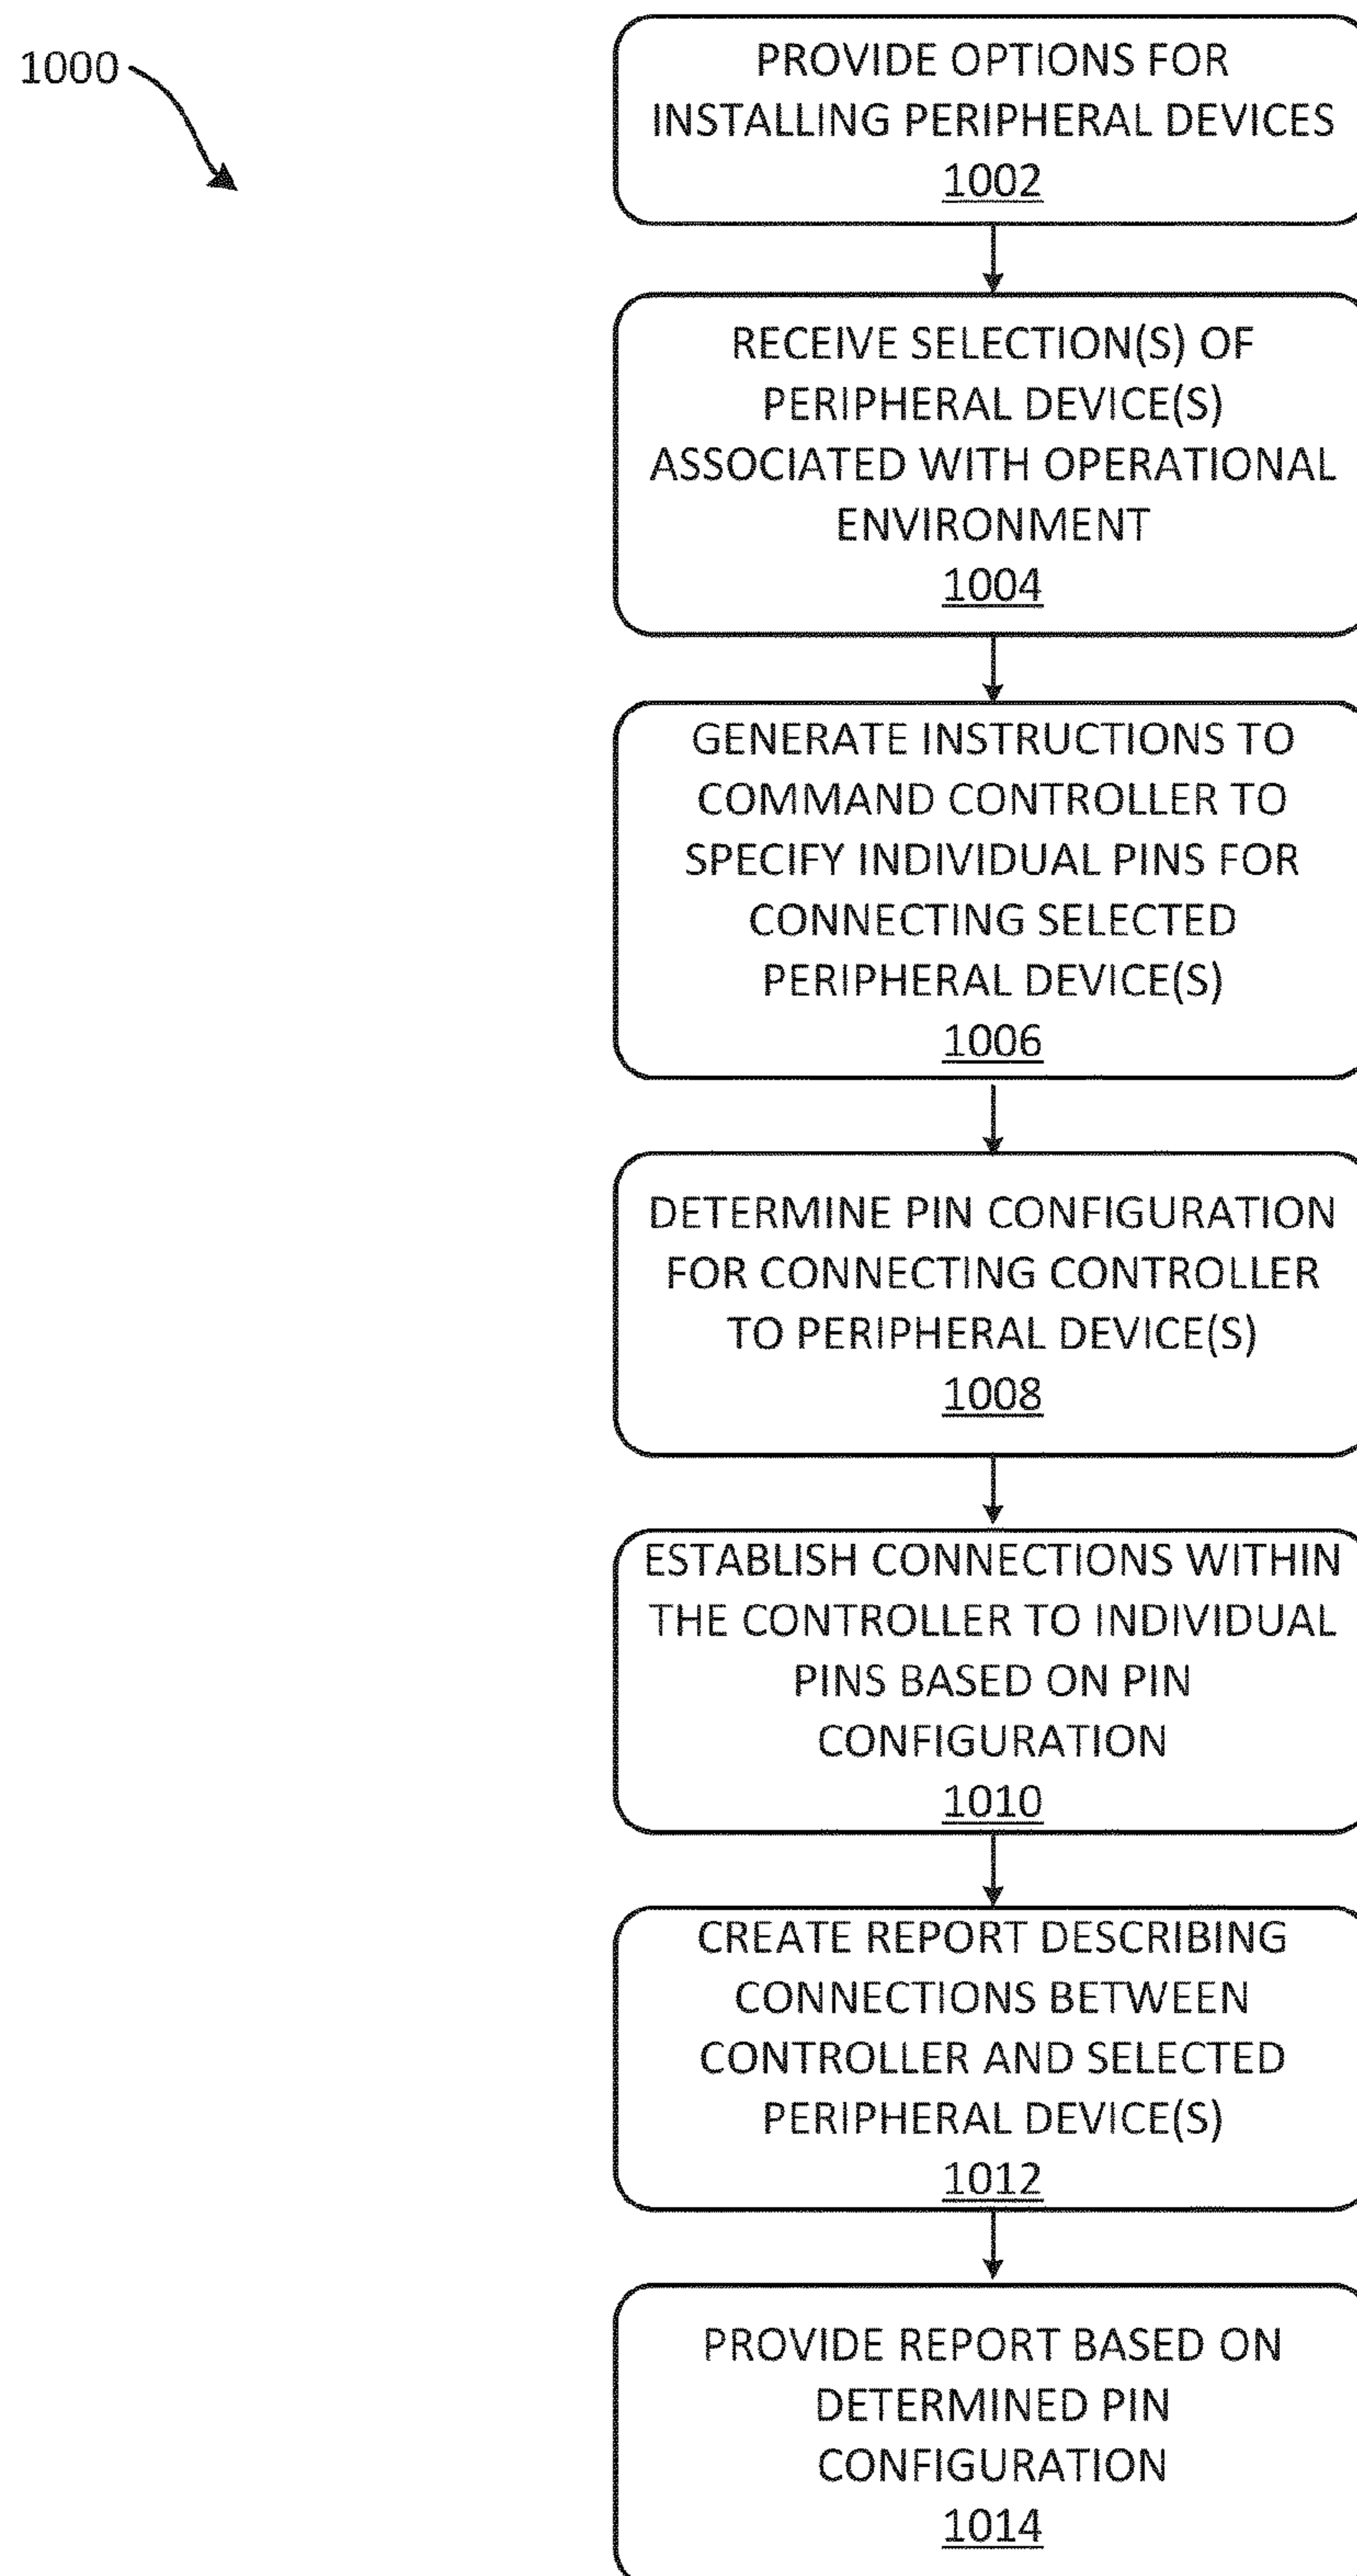 1000
PROVIDE OPTIONS FOR
INSTALLING PERIPHERAL DEVICES
1002
RECEIVE SELECTION(S) OF
PERIPHERAL DEVICE(S)
ASSOCIATED WITH OPERATIONAL
ENVIRONMENT
1004
GENERATE INSTRUCTIONS TO
COMMAND CONTROLLER TO
SPECIFY INDIVIDUAL PINS FOR
CONNECTING SELECTED
PERIPHERAL DEVICE(S)
1006
DETERMINE PIN CONFIGURATION
FOR CONNECTING CONTROLLER
TO PERIPHERAL DEVICE(S)
1008
ESTABLISH CONNECTIONS WITHIN
THE CONTROLLER TO INDIVIDUAL
PINS BASED ON PIN
CONFIGURATION
1010
CREATE REPORT DESCRIBING
CONNECTIONS BETWEEN
CONTROLLER AND SELECTED
PERIPHERAL DEVICE(S)
1012
PROVIDE REPORT BASED ON
DETERMINED PIN
CONFIGURATION
1014